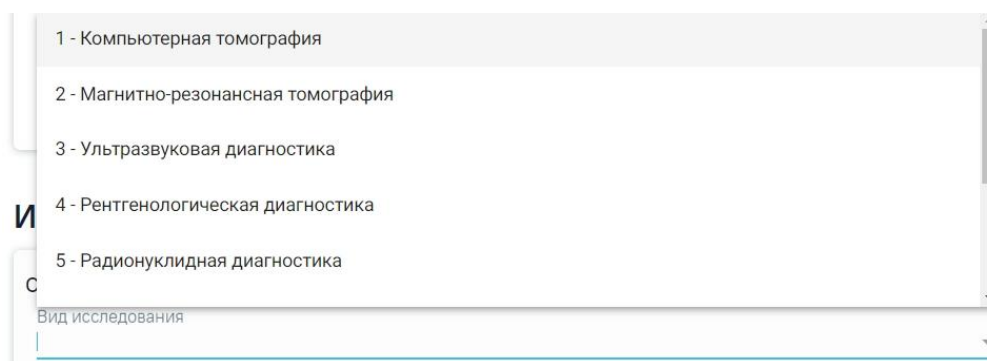 1 - Компьютерная томография
2 - Магнитно-резонансная томография
3 - Ультразвуковая диагностика
4 - Рентгенологическая диагностика
5 - Радионуклидная диагностика
Вид исследования